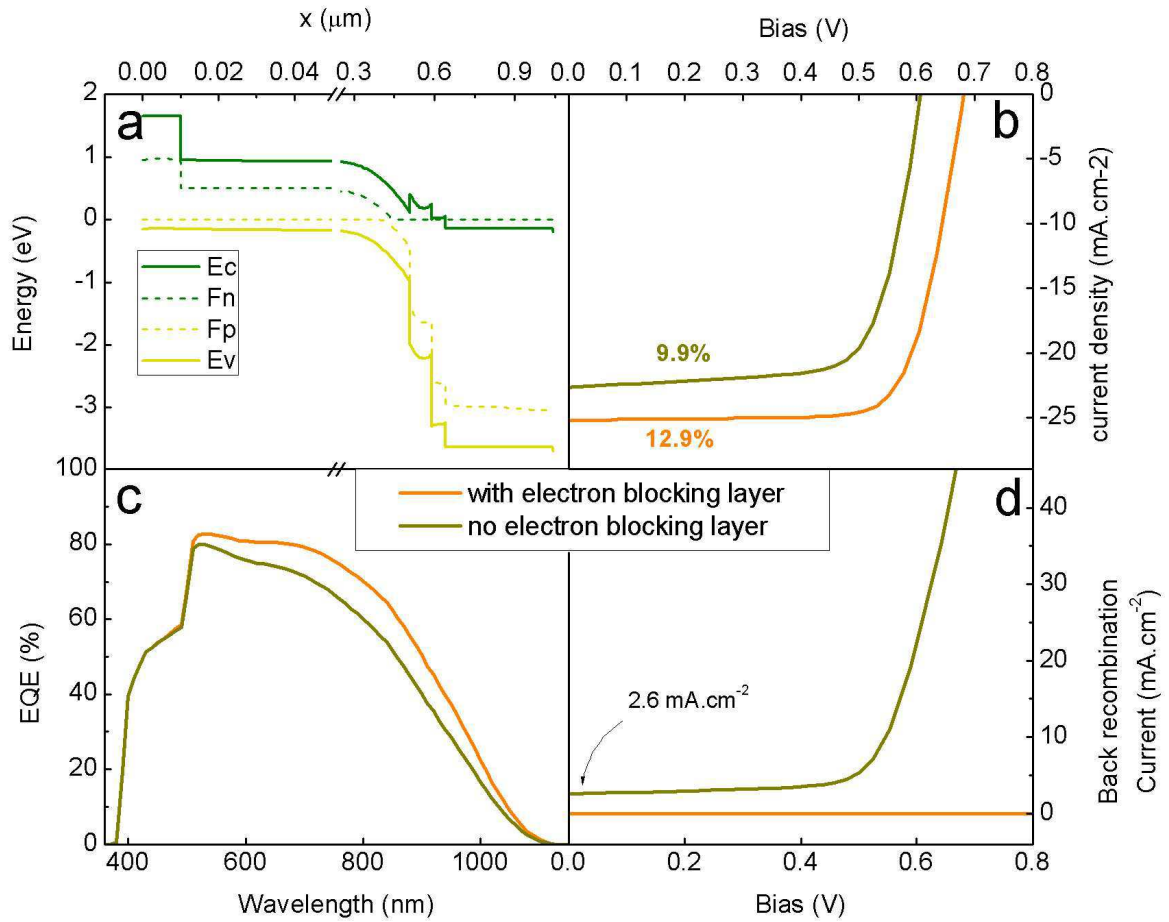 x (μm)
Bias (V)
0.00 0.02 0.04 0.3 0.6 0.9 0.0 0.1 0.2 0.3 0.4 0.5 0.6 0.7 0.8
2
1
0
-1
-2
-3
Energy (eV)
a
Ec
Fn
Fp
Ev
b
9.9%
12.9%
0
-5
-10
-15
-20
-25
current density (mA.cm-2)
100
80
60
40
20
0
EQE (%)
c
with electron blocking layer
no electron blocking layer
d
2.6 mA.cm-2
40
30
20
10
0
Back recombination
Current (mA.cm-2)
400 600 800 1000 0.0 0.2 0.4 0.6 0.8
Wavelength (nm)
Bias (V)